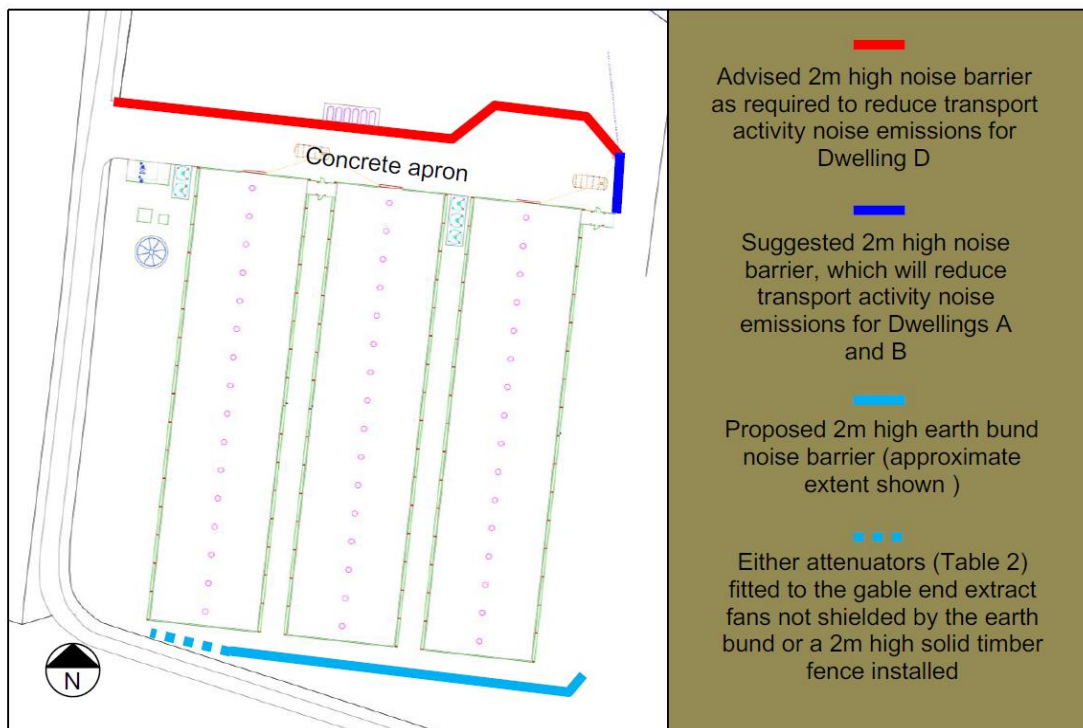 Concrete apron
N
Advised 2m high noise barrier
as required to reduce transport
activity noise emissions for
Dwelling D
Suggested 2m high noise
barrier, which will reduce
transport activity noise
emissions for Dwellings A
and B
Proposed 2m high earth bund
noise barrier (approximate
extent shown )
Either attenuators (Table 2)
fitted to the gable end extract
fans not shielded by the earth
bund or a 2m high solid timber
fence installed